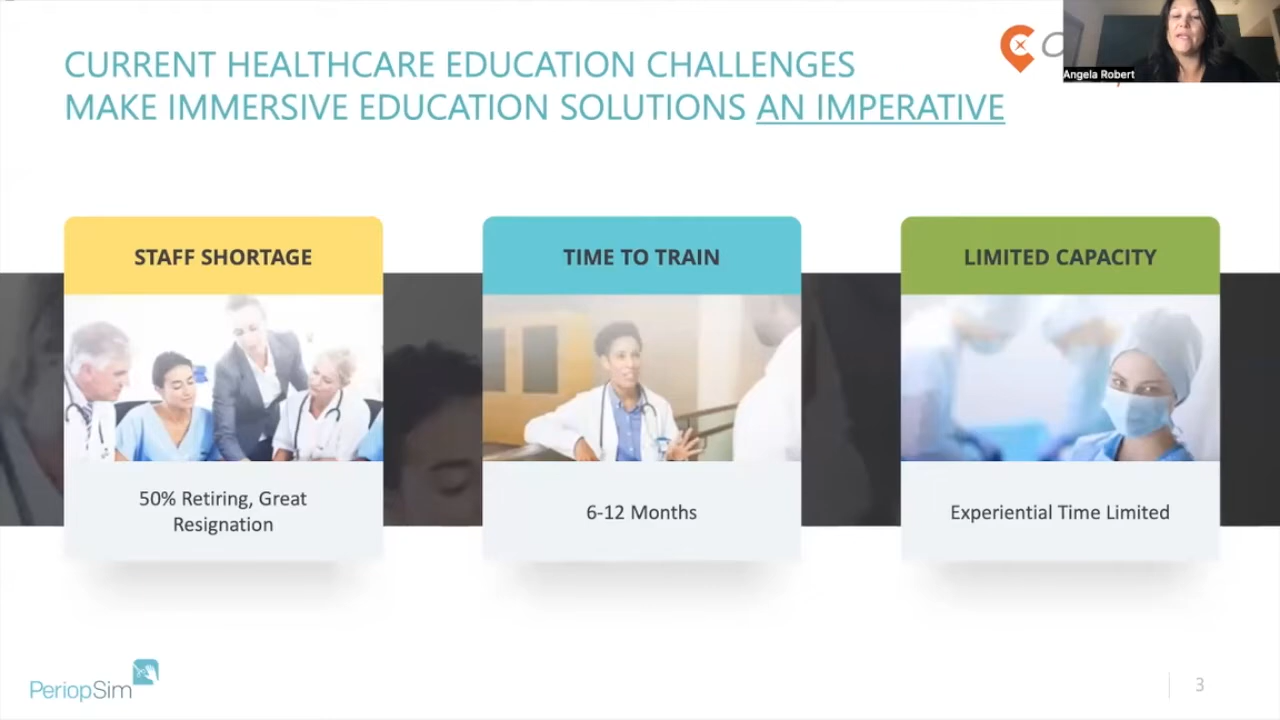 CURRENT HEALTHCARE EDUCATION CHALLENGES
MAKE IMMERSIVE EDUCATION SOLUTIONS AN IMPERATIVE
Angela Robert
STAFF SHORTAGE
TIME TO TRAIN
LIMITED CAPACITY
50% Retiring, Great
Resignation
6-12 Months
Experiential Time Limited
PeriopSim
3